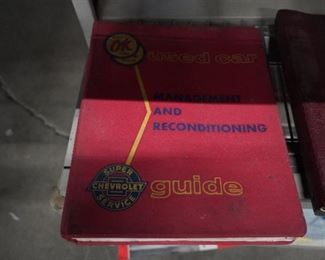 OK
used car
MANAGEMENT
AND
RECONDITIONING
guide
SUPER
CHEVROLET
SERVICE